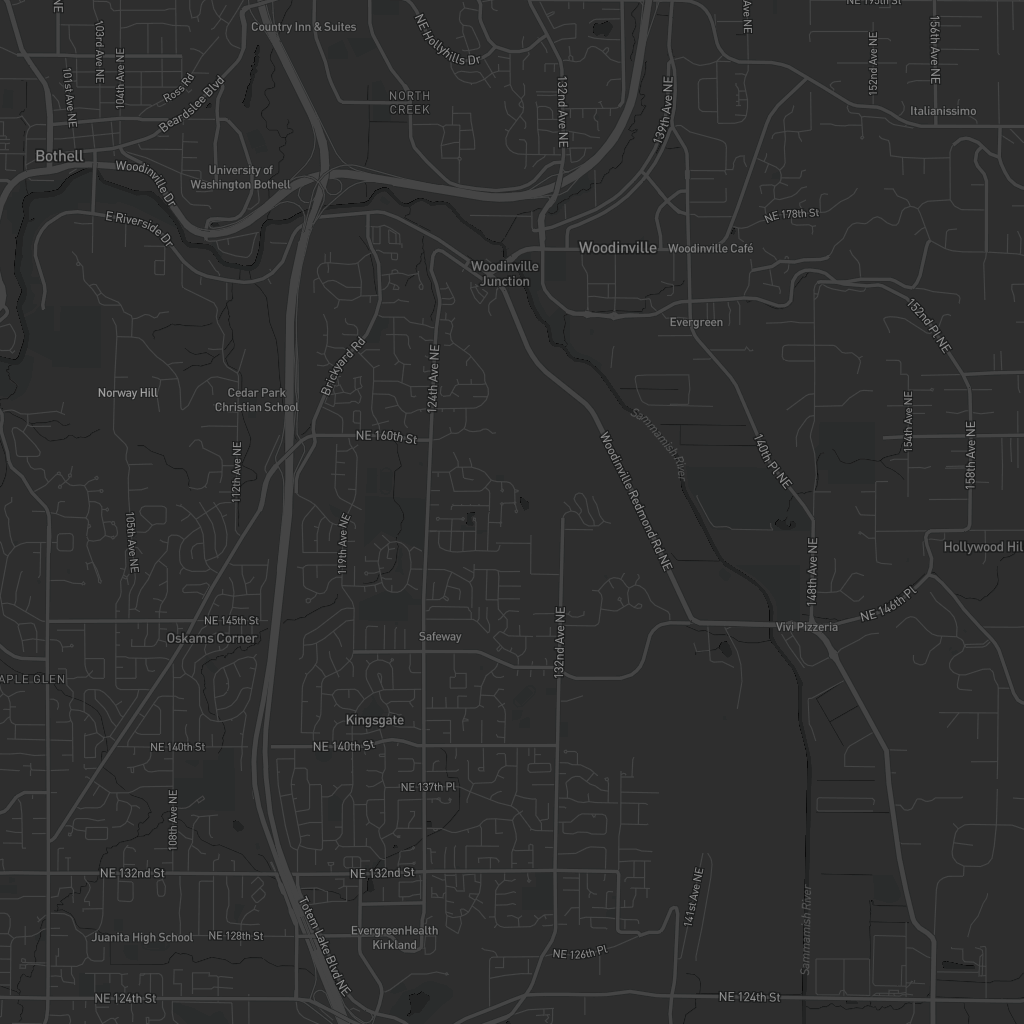 NE
Country Inn & Suites
NE Hollyhills Dr
NE
NE 195th St
156th Ave NE
103rd Ave NE
104th Ave NE
101st Ave NE
Ross Rd
Beardslee Blvd
NORTH
CREEK
132nd Ave NE
139th Ave NE
152nd Ave NE
Italianissimo
Bothell
Woodinville Dr
University of
Washington Bothell
E Riverside Dr
NE 178th St
Woodinville
Woodinville Café
Woodinville
Junction
Evergreen
152nd Pl NE
Brickyard Rd
124th Ave NE
Norway Hill
Cedar Park
Christian School
NE 160th St
112th Ave NE
Sammamish River
Woodinville Redmond Rd NE
140th Pl NE
154th Ave NE
158th Ave NE
105th Ave NE
119th Ave NE
148th Ave NE
Hollywood Hil
NE 146th Pl
NE 145th St
Oskams Corner
Safeway
132nd Ave NE
Vivi Pizzeria
APLE GLEN
Kingsgate
NE 140th St
NE 140th St
NE 137th Pl
108th Ave NE
NE 132nd St
NE 132nd St
141st Ave NE
Sammamish River
Totem Lake Blvd NE
Juanita High School
NE 128th St
EvergreenHealth
Kirkland
NE 126th Pl
NE 124th St
NE 124th St